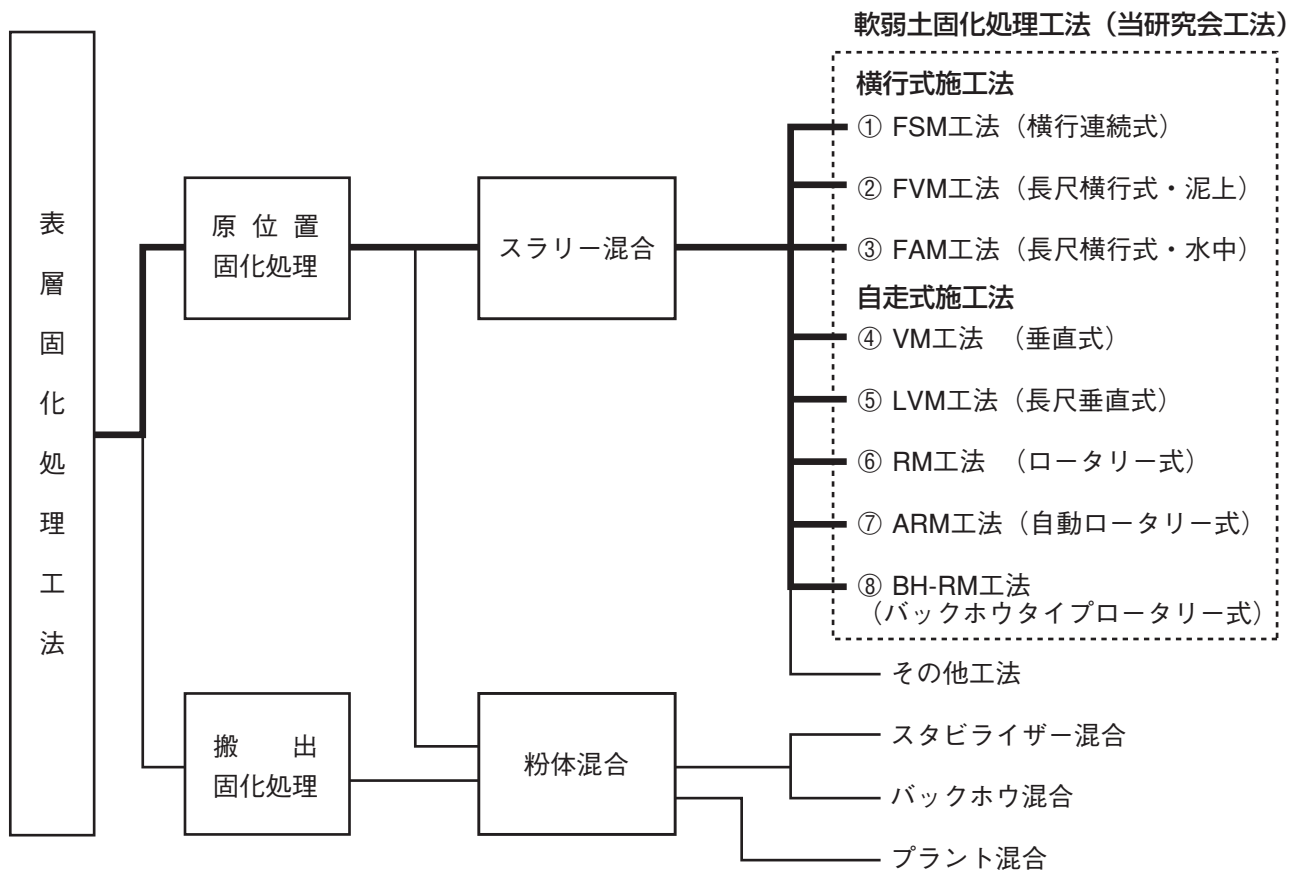 軟弱土固化処理工法（当研究会工法）
表層固化処理工法
原位置
固化処理
搬出
固化処理
スラリー混合
粉体混合
横行式施工法
① FSM工法（横行連続式）
② FVM工法（長尺横行式・泥上）
③ FAM工法（長尺横行式・水中）
自走式施工法
④ VM工法　（垂直式）
⑤ LVM工法（長尺垂直式）
⑥ RM工法　（ロータリー式）
⑦ ARM工法（自動ロータリー式）
⑧ BH-RM工法
（バックホウタイプロータリー式）
その他工法
スタビライザー混合
バックホウ混合
プラント混合